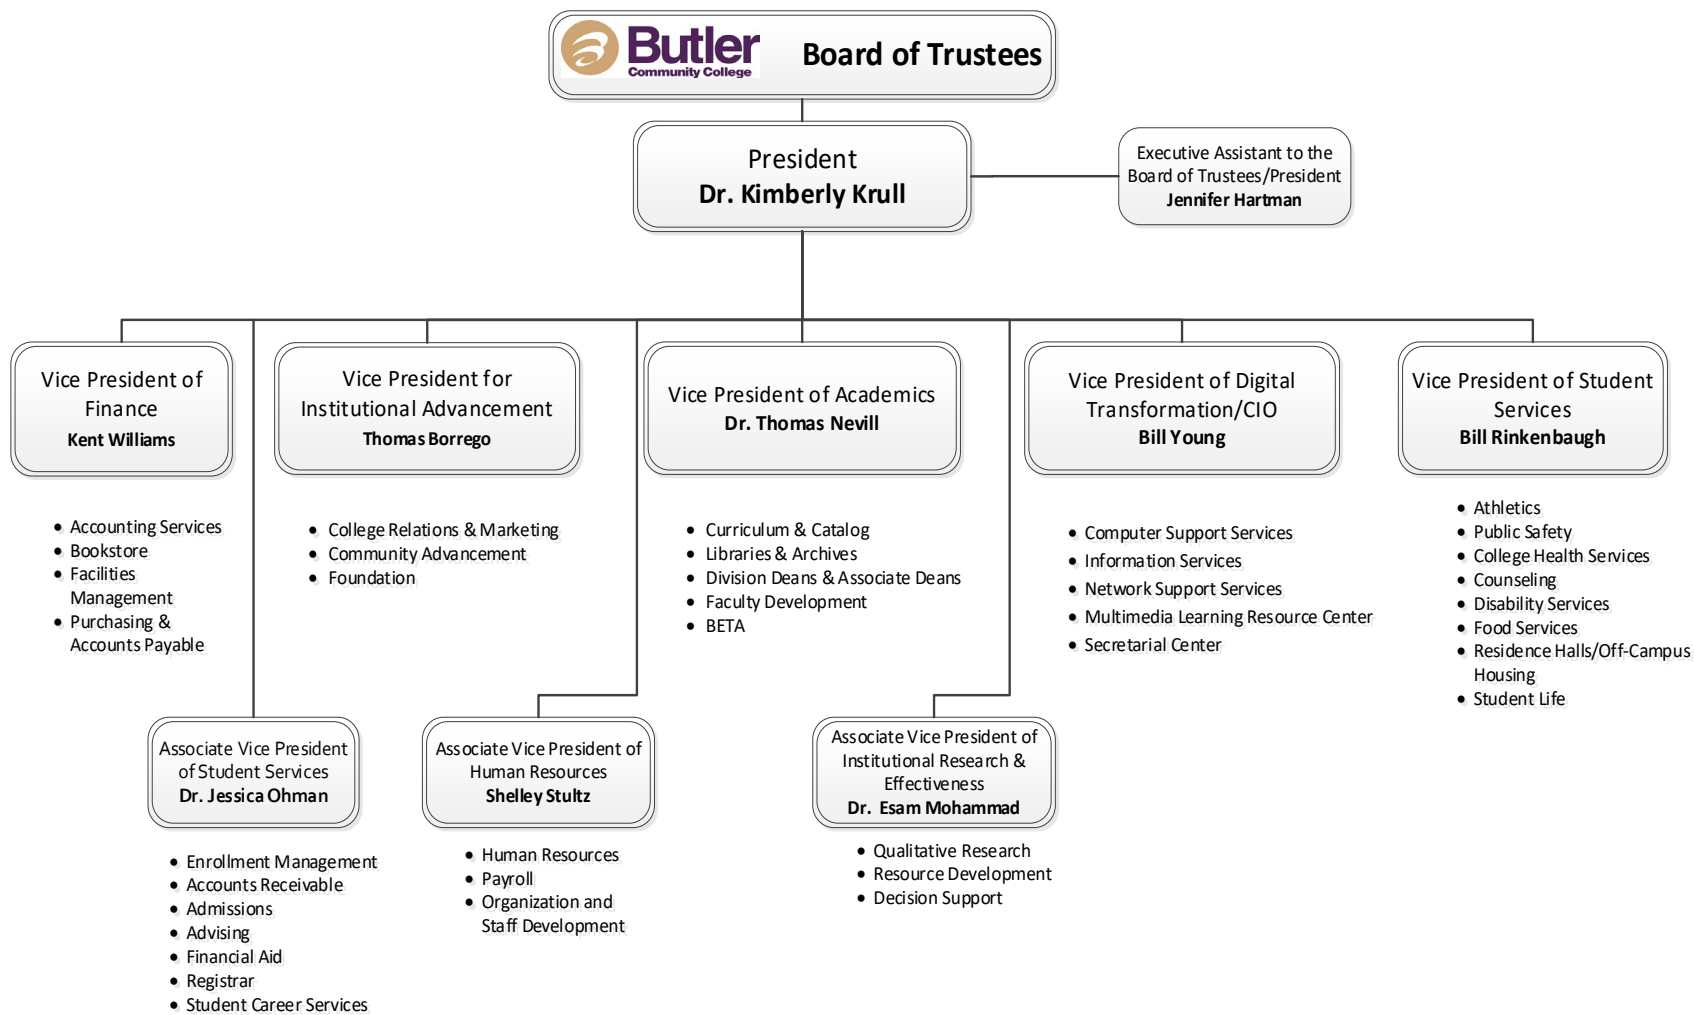 Butler
Community College
Board of Trustees
President
Dr. Kimberly Krull
Executive Assistant to the
Board of Trustees/President
Jennifer Hartman
Vice President of
Finance
Kent Williams
Vice President for
Institutional Advancement
Thomas Borrego
Vice President of Academics
Dr. Thomas Nevill
Vice President of Digital
Transformation/CIO
Bill Young
Vice President of Student
Services
Bill Rinkenbaugh
• Accounting Services
• Bookstore
• Facilities
Management
• Purchasing &
Accounts Payable
• College Relations & Marketing
• Community Advancement
• Foundation
• Curriculum & Catalog
• Libraries & Archives
• Division Deans & Associate Deans
• Faculty Development
• BETA
• Computer Support Services
• Information Services
• Network Support Services
• Multimedia Learning Resource Center
• Secretarial Center
• Athletics
• Public Safety
• College Health Services
• Counseling
• Disability Services
• Food Services
• Residence Halls/Off-Campus
Housing
• Student Life
Associate Vice President
of Student Services
Dr. Jessica Ohman
Associate Vice President of
Human Resources
Shelley Stultz
Associate Vice President of
Institutional Research &
Effectiveness
Dr. Esam Mohammad
• Enrollment Management
• Accounts Receivable
• Admissions
• Advising
• Financial Aid
• Registrar
• Student Career Services
• Human Resources
• Payroll
• Organization and
Staff Development
• Qualitative Research
• Resource Development
• Decision Support